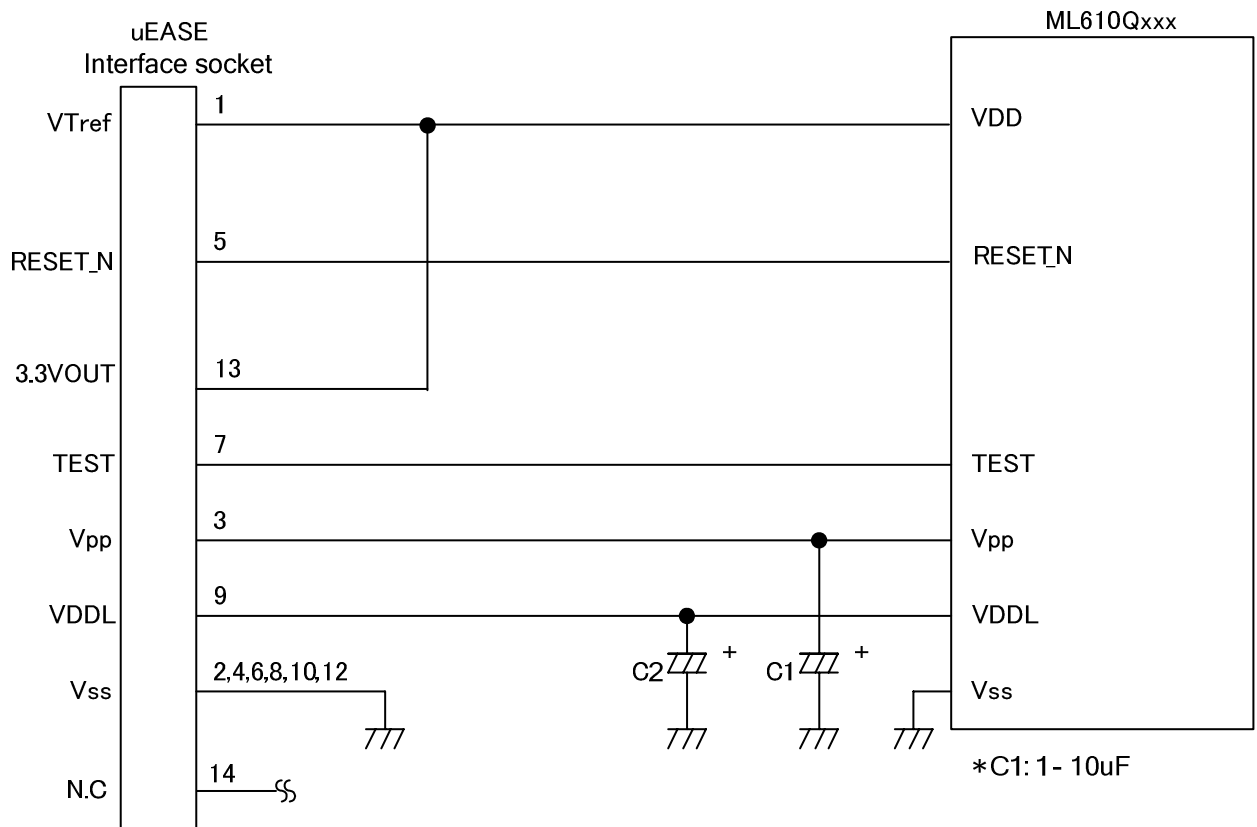 uEASE
Interface socket
ML610Qxxx
VTref
1
VDD
RESET_N
5
RESET_N
3.3VOUT
13
TEST
7
TEST
Vpp
3
Vpp
VDDL
9
VDDL
C2
+
C1
+
Vss
2,4,6,8,10,12
Vss
N.C
14
*C1: 1- 10uF